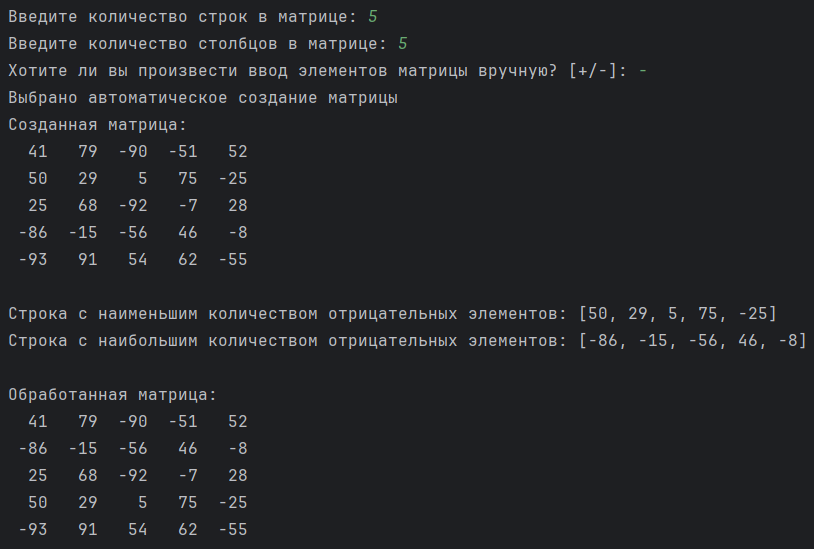 Введите количество строк в матрице: 5
Введите количество столбцов в матрице: 5
Хотите ли вы произвести ввод элементов матрицы вручную? [+/-]: -
Выбрано автоматическое создание матрицы
Созданная матрица:
  41   79  -90  -51   52
  50   29    5   75  -25
  25   68  -92   -7   28
 -86  -15  -56   46   -8
 -93   91   54   62  -55
Строка с наименьшим количеством отрицательных элементов: [50, 29, 5, 75, -25]
Строка с наибольшим количеством отрицательных элементов: [-86, -15, -56, 46, -8]
Обработанная матрица:
  41   79  -90  -51   52
 -86  -15  -56   46   -8
  25   68  -92   -7   28
  50   29    5   75  -25
 -93   91   54   62  -55